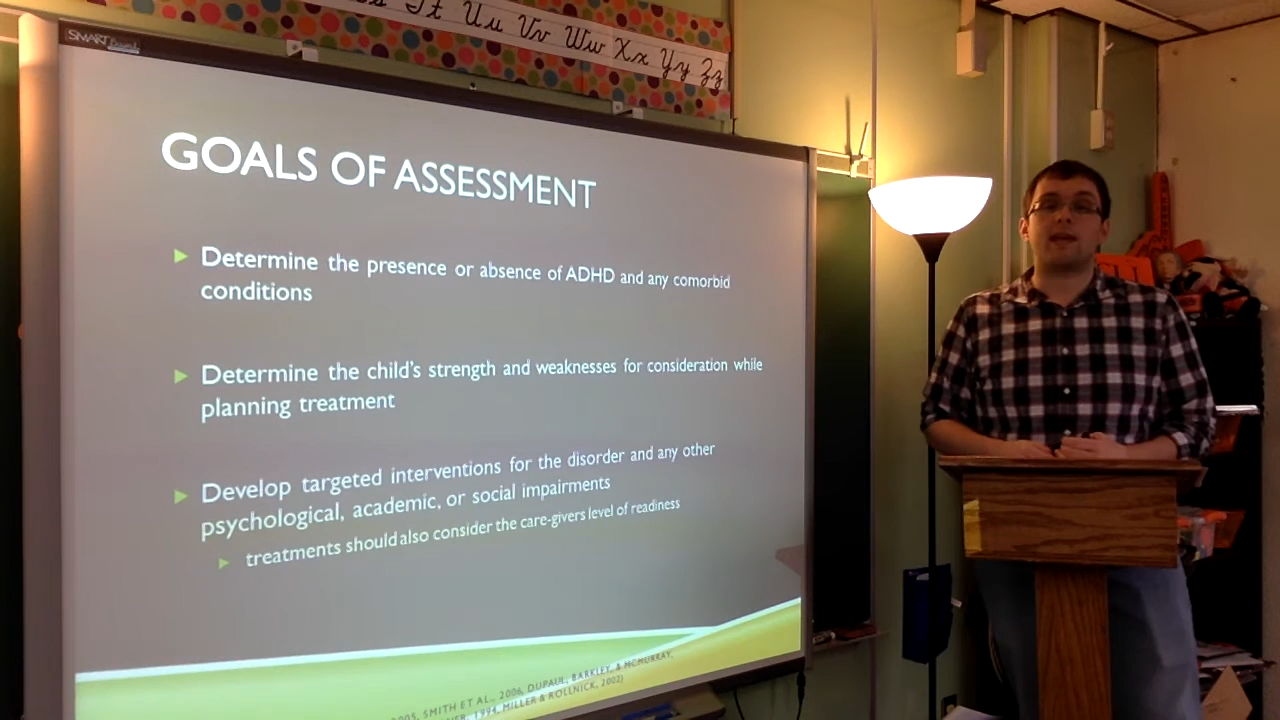 Tt Uu Vv Ww Xx Yy Zz
SMART
GOALS OF ASSESSMENT
Determine the presence or absence of ADHD and any comorbid
conditions
Determine the child's strength and weaknesses for consideration while
planning treatment
Develop targeted interventions for the disorder and any other
psychological, academic, or social impairments
treatments should also consider the care-givers level of readiness
2005, SMITH ET AL., 2006, DUPAUL, BARKLEY, & MCMURRAY,
1994, MILLER & ROLLNICK, 2002)